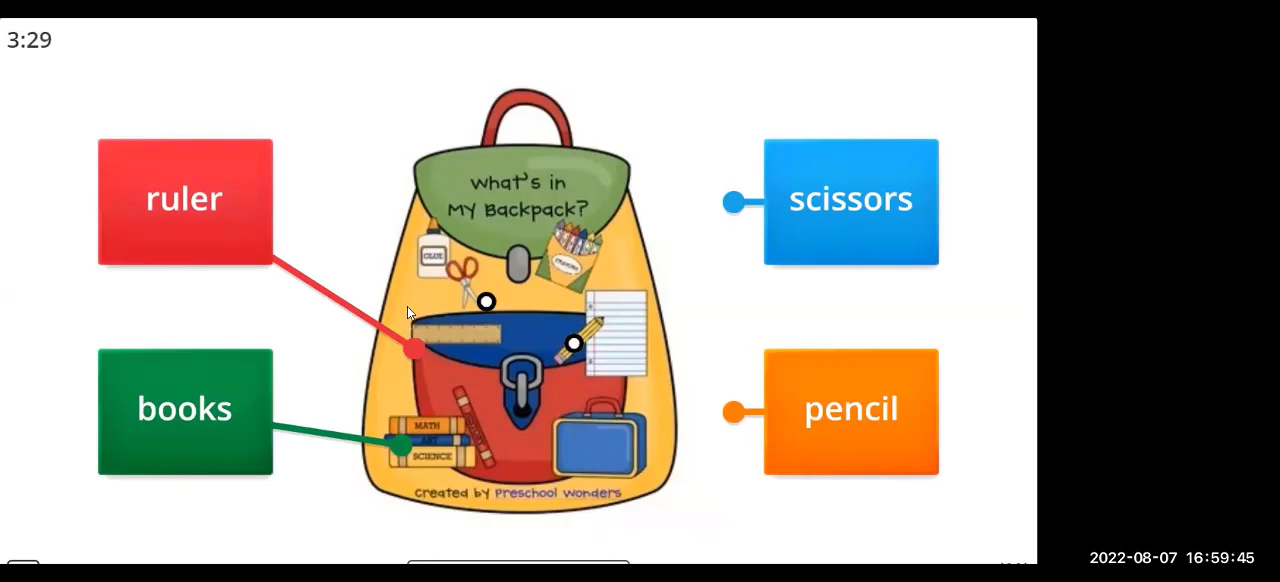 3:29
ruler
scissors
What's in
My Backpack?
GLUE
CRAYONS
books
pencil
MATH
ART
SCIENCE
Created by Preschool Wonders
2022-08-07 16:59:45